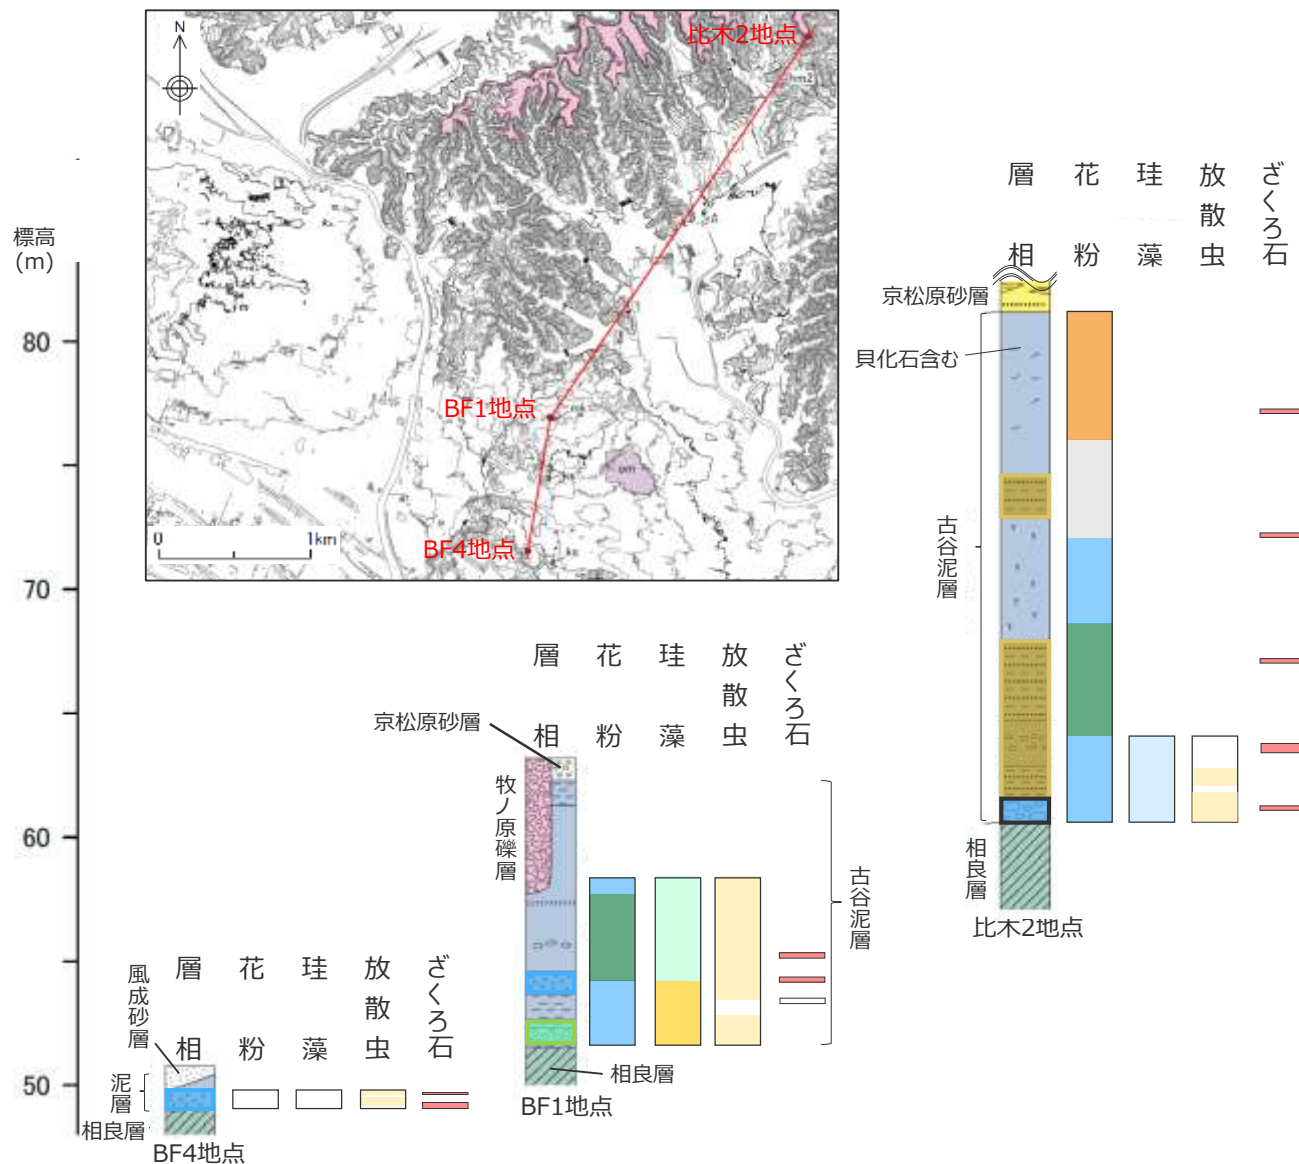 N
比木2地点
hm2
BF1地点
BF4地点
0
1km
標高
(m)
80
70
60
50
層相
花粉
珪藻
放散虫
ざくろ石
京松原砂層
貝化石含む
古谷泥層
相良層
比木2地点
層相
花粉
珪藻
放散虫
ざくろ石
京松原砂層
牧ノ原礫層
古谷泥層
相良層
BF1地点
層相
花粉
珪藻
放散虫
ざくろ石
風成砂層
泥層
相良層
BF4地点